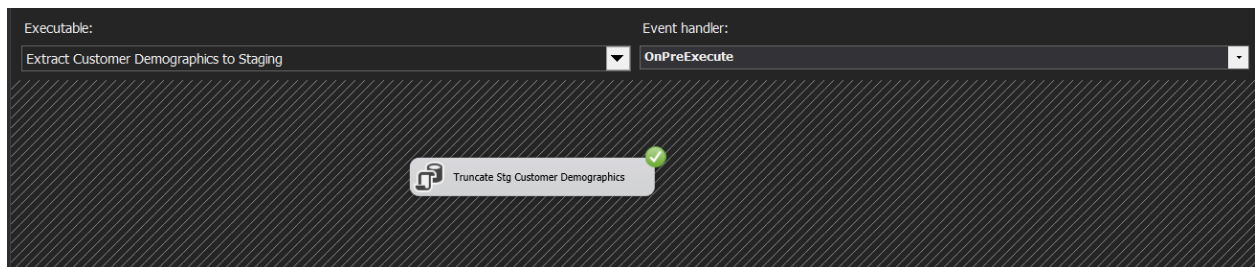 Executable:
Event handler:
Extract Customer Demographics to Staging
OnPreExecute
Truncate Stg Customer Demographics